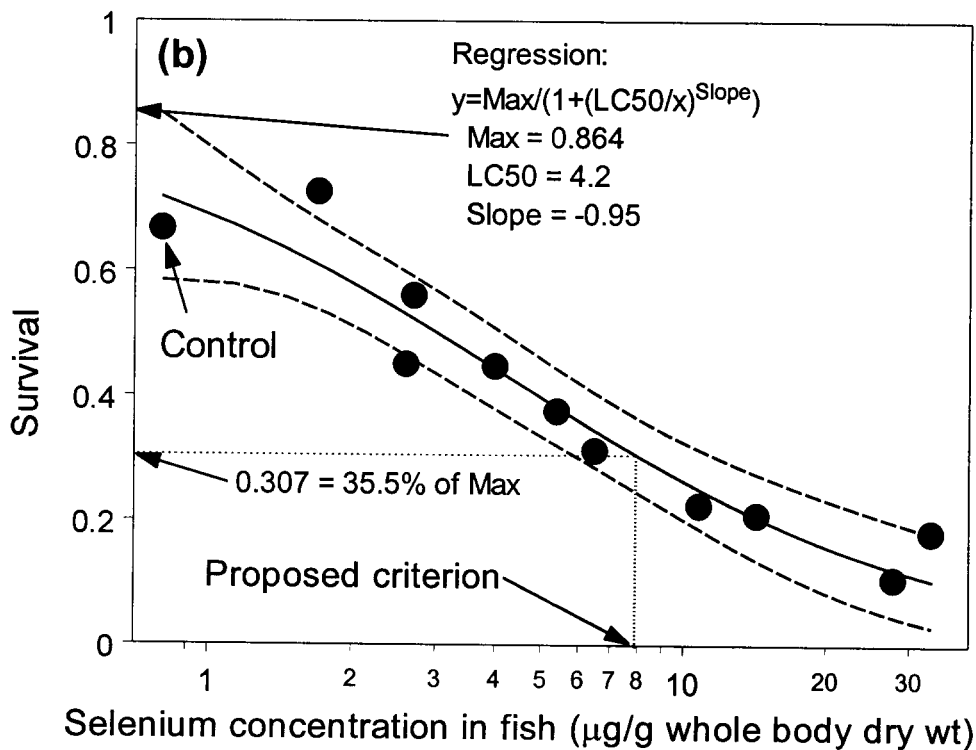 (b)
Regression:
y=Max/(1+(LC50/x)^Slope)
Max = 0.864
LC50 = 4.2
Slope = -0.95
Control
0.307 = 35.5% of Max
Proposed criterion
Survival
1
0.8
0.6
0.4
0.2
0
1 2 3 4 5 6 7 8 10 20 30
Selenium concentration in fish (μg/g whole body dry wt)